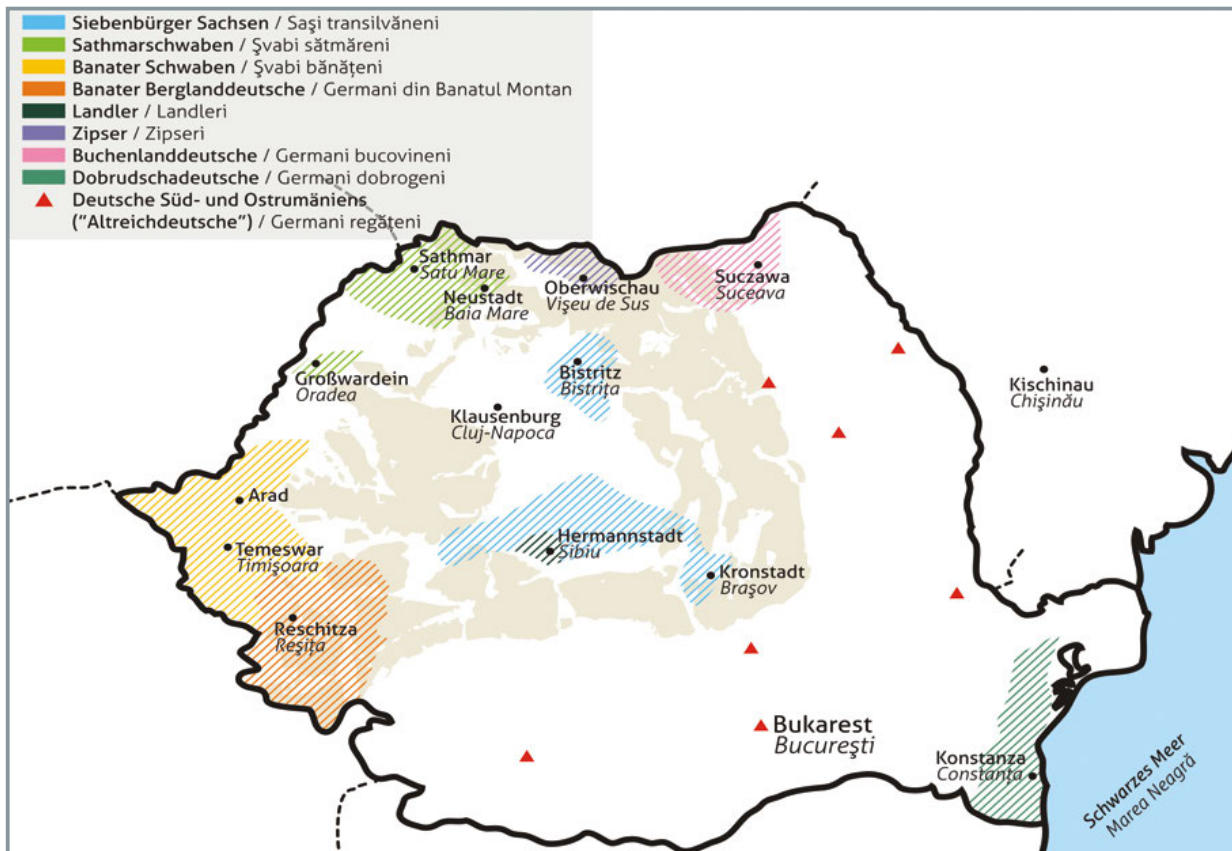 Siebenbürger Sachsen / Saşi transilvăneni
Sathmarschwaben / Şvabi sătmăreni
Banater Schwaben / Şvabi bănăţeni
Banater Berglanddeutsche / Germani din Banatul Montan
Landler / Landleri
Zipser / Zipseri
Buchenlanddeutsche / Germani bucovineni
Dobrudschadeutsche / Germani dobrogeni
Deutsche Süd- und Ostrumäniens
("Altreichdeutsche") / Germani regăţeni
Sathmar
Satu Mare
Neustadt
Baia Mare
Oberwischau
Vişeu de Sus
Suczawa
Suceava
Großwardein
Oradea
Bistritz
Bistriţa
Klausenburg
Cluj-Napoca
Kischinau
Chişinău
Arad
Temeswar
Timişoara
Hermannstadt
Sibiu
Kronstadt
Braşov
Reschitza
Reşiţa
Bukarest
Bucureşti
Konstanza
Constanţa
Schwarzes Meer
Marea Neagră